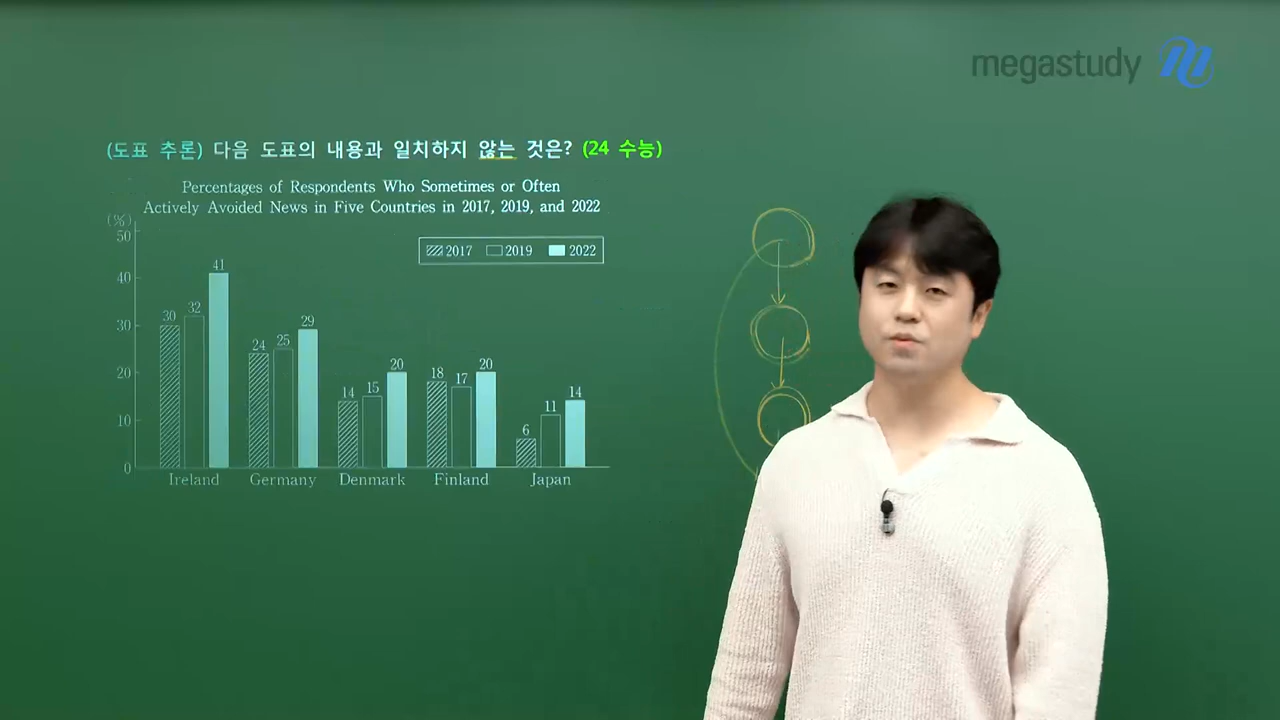 megastudy
(도표 추론) 다음 도표의 내용과 일치하지 않는 것은? (24 수능)
Percentages of Respondents Who Sometimes or Often
Actively Avoided News in Five Countries in 2017, 2019, and 2022
(%)
2017 2019 2022
50
40
30
20
10
0
30 32 41
24 25 29
14 15 20
18 17 20
6 11 14
Ireland Germany Denmark Finland Japan